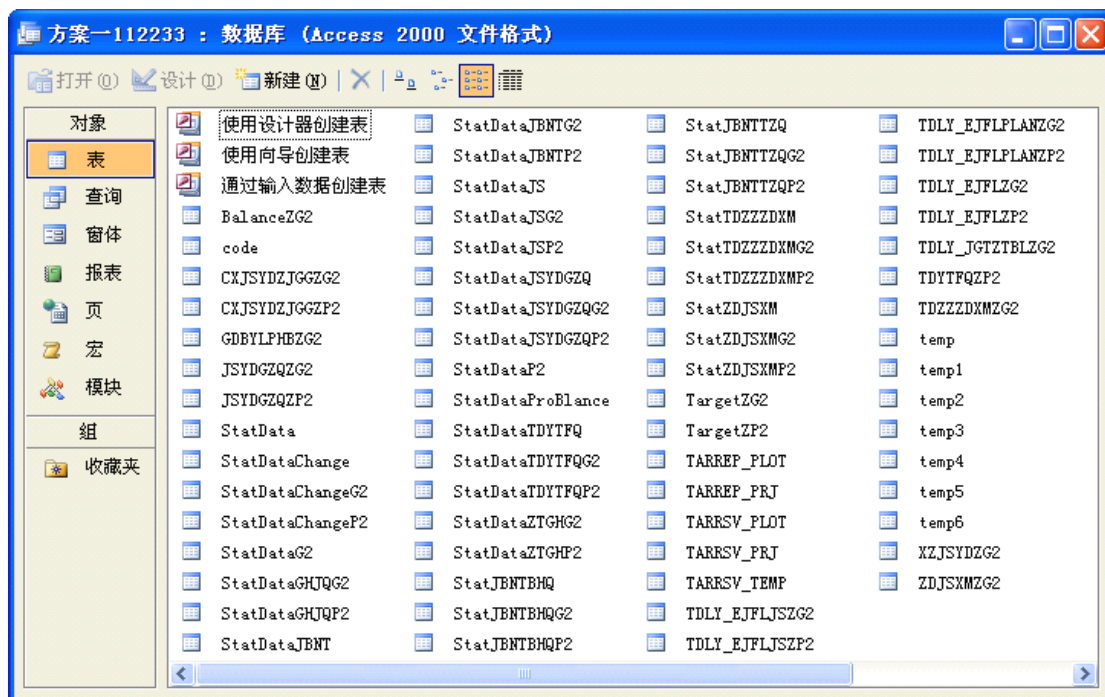 方案一112233 : 数据库 (Access 2000 文件格式)
打开(O) 设计(D) 新建(N)
对象
表
查询
窗体
报表
页
宏
模块
组
收藏夹
使用设计器创建表
使用向导创建表
通过输入数据创建表
BalanceZG2
code
CXJSYDZJGGZG2
CXJSYDZJGGZP2
GDBYLPHBZG2
JSYDGZQZG2
JSYDGZQZP2
StatData
StatDataChange
StatDataChangeG2
StatDataChangeP2
StatDataG2
StatDataGHJQG2
StatDataGHJQP2
StatDataJBNT
StatDataJBNTG2
StatDataJBNTP2
StatDataJS
StatDataJSG2
StatDataJSP2
StatDataJSYDGZQ
StatDataJSYDGZQG2
StatDataJSYDGZQP2
StatDataP2
StatDataProBlance
StatDataTDYTFQ
StatDataTDYTFQG2
StatDataTDYTFQP2
StatDataZTGHG2
StatDataZTGHP2
StatJBNTBHQ
StatJBNTBHQG2
StatJBNTBHQP2
StatJBNTTZQ
StatJBNTTZQG2
StatJBNTTZQP2
StatTDZZZDXM
StatTDZZZDXMG2
StatTDZZZDXMP2
StatZDJSXM
StatZDJSXMG2
StatZDJSXMP2
TargetZG2
TargetZP2
TARREP_PLOT
TARREP_PRJ
TARRSV_PLOT
TARRSV_PRJ
TARRSV_TEMP
TDLY_EJFLJSZG2
TDLY_EJFLJSZP2
TDLY_EJFLPLANZG2
TDLY_EJFLPLANZP2
TDLY_EJFLZG2
TDLY_EJFLZP2
TDLY_JGTZTBLZG2
TDYTFQZP2
TDZZZDXMZG2
temp
temp1
temp2
temp3
temp4
temp5
temp6
XZJSYDZG2
ZDJSXMZG2